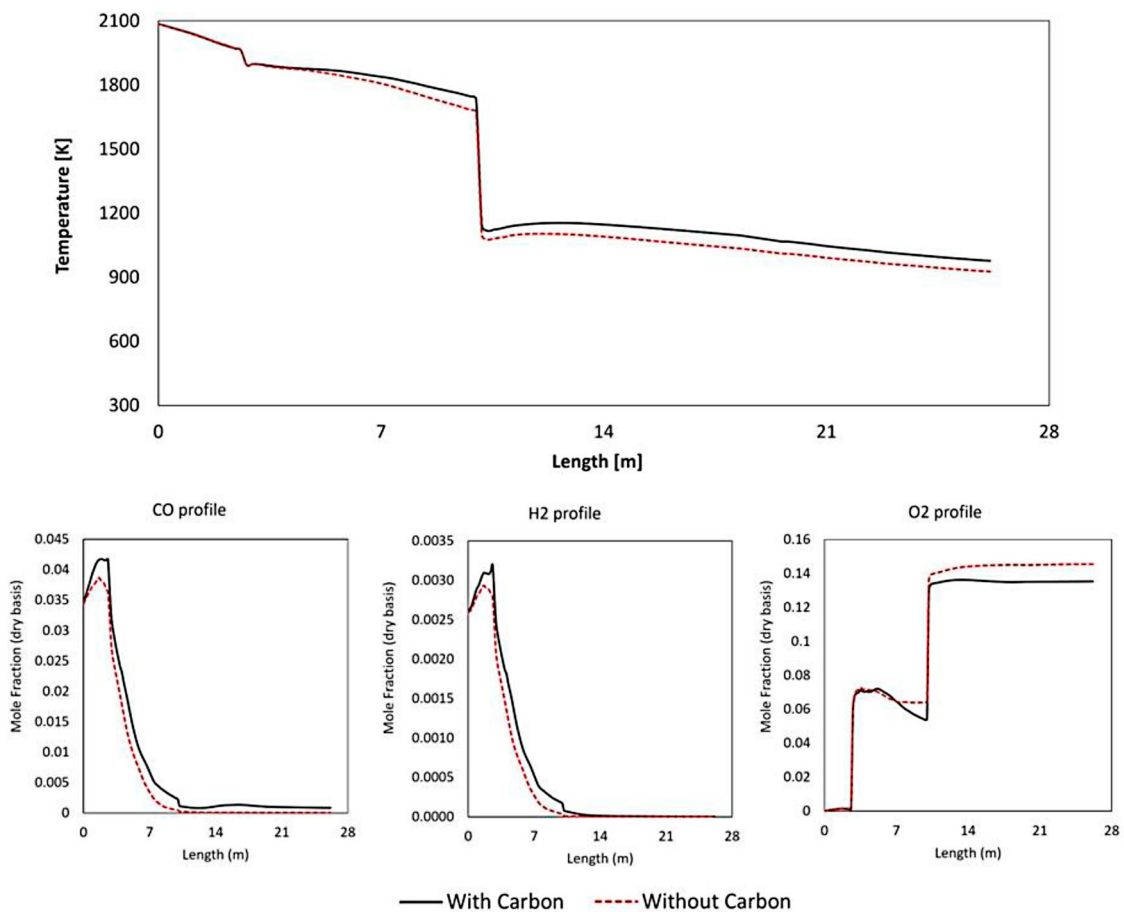 2100
1800
1500
1200
900
600
300
Temperature [K]
0 7 14 21 28
Length [m]
CO profile
0.045
0.04
0.035
0.03
0.025
0.02
0.015
0.01
0.005
0
Mole Fraction (dry basis)
0 7 14 21 28
Length (m)
H2 profile
0.0035
0.0030
0.0025
0.0020
0.0015
0.0010
0.0005
0.0000
Mole Fraction (dry basis)
0 7 14 21 28
Length (m)
O2 profile
0.16
0.14
0.12
0.1
0.08
0.06
0.04
0.02
0
Mole Fraction (dry basis)
0 7 14 21 28
Length (m)
With Carbon Without Carbon